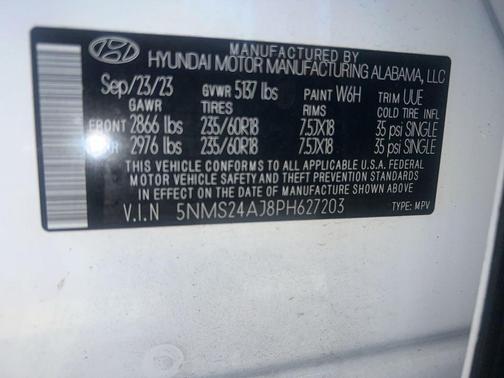 MANUFACTURED BY
HYUNDAI MOTOR MANUFACTURING ALABAMA, LLC
Sep/23/23 GVWR 5137 lbs PAINT W6H TRIM UUE
GAWR TIRES RIMS COLD TIRE INFL
FRONT 2866 lbs 235/60R18 7.5JX18 35 psi SINGLE
2976 lbs 235/60R18 7.5JX18 35 psi SINGLE
THIS VEHICLE CONFORMS TO ALL APPLICABLE U.S.A. FEDERAL
MOTOR VEHICLE SAFETY AND THEFT PREVENTION STANDARDS
IN EFFECT ON THE DATE OF MANUFACTURE SHOWN ABOVE.
V.I.N 5NMS24AJ8PH627203 TYPE: MPV